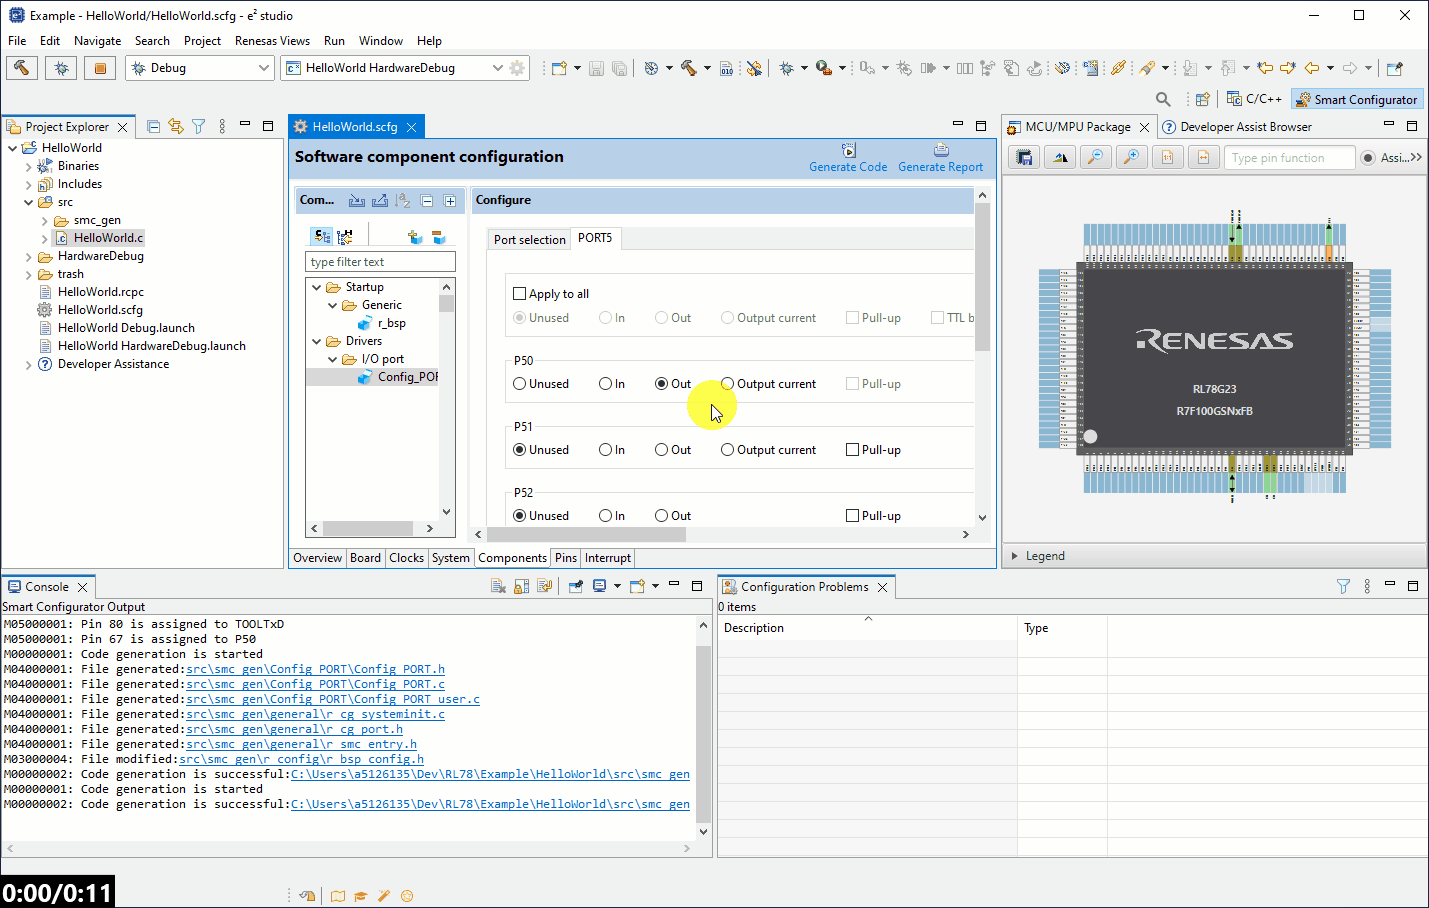 Example - HelloWorld/HelloWorld.scfg - e² studio
File Edit Navigate Search Project Renesas Views Run Window Help
Debug
HelloWorld HardwareDebug
C/C++
Smart Configurator
Project Explorer
HelloWorld
Binaries
Includes
src
smc_gen
HelloWorld.c
HardwareDebug
trash
HelloWorld.rcpc
HelloWorld.scfg
HelloWorld Debug.launch
HelloWorld HardwareDebug.launch
Developer Assistance
HelloWorld.scfg
Software component configuration
Generate Code Generate Report
Com...
type filter text
Startup
Generic
r_bsp
Drivers
I/O port
Config_POR
Configure
Port selection PORT5
Apply to all
Unused In Out Output current Pull-up TTL b
P50
Unused In Out Output current Pull-up
P51
Unused In Out Output current Pull-up
P52
Unused In Out Pull-up
Overview Board Clocks System Components Pins Interrupt
MCU/MPU Package
Developer Assist Browser
Type pin function
Assi...
RENESAS
RL78G23
R7F100GSNxFB
Legend
Console
Smart Configurator Output
M05000001: Pin 80 is assigned to TOOLTxD
M05000001: Pin 67 is assigned to P50
M00000001: Code generation is started
M04000001: File generated:src\smc_gen\Config_PORT\Config_PORT.h
M04000001: File generated:src\smc_gen\Config_PORT\Config_PORT.c
M04000001: File generated:src\smc_gen\Config_PORT\Config_PORT_user.c
M04000001: File generated:src\smc_gen\general\r_cg_systeminit.c
M04000001: File generated:src\smc_gen\general\r_cg_port.h
M04000001: File generated:src\smc_gen\general\r_smc_entry.h
M03000004: File modified:src\smc_gen\r_config\r_bsp_config.h
M00000002: Code generation is successful:C:\Users\a5126135\Dev\RL78\Example\HelloWorld\src\smc_gen
M00000001: Code generation is started
M00000002: Code generation is successful:C:\Users\a5126135\Dev\RL78\Example\HelloWorld\src\smc_gen
Configuration Problems
0 items
Description Type
0:00/0:11